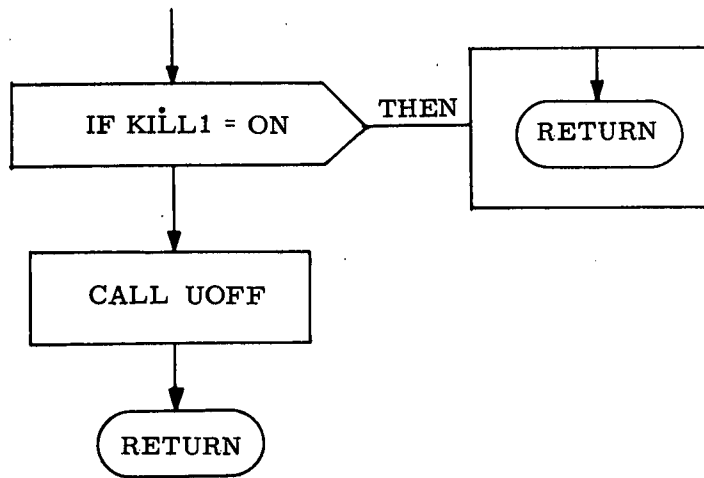 IF KILL1 = ON
THEN
RETURN
CALL UOFF
RETURN